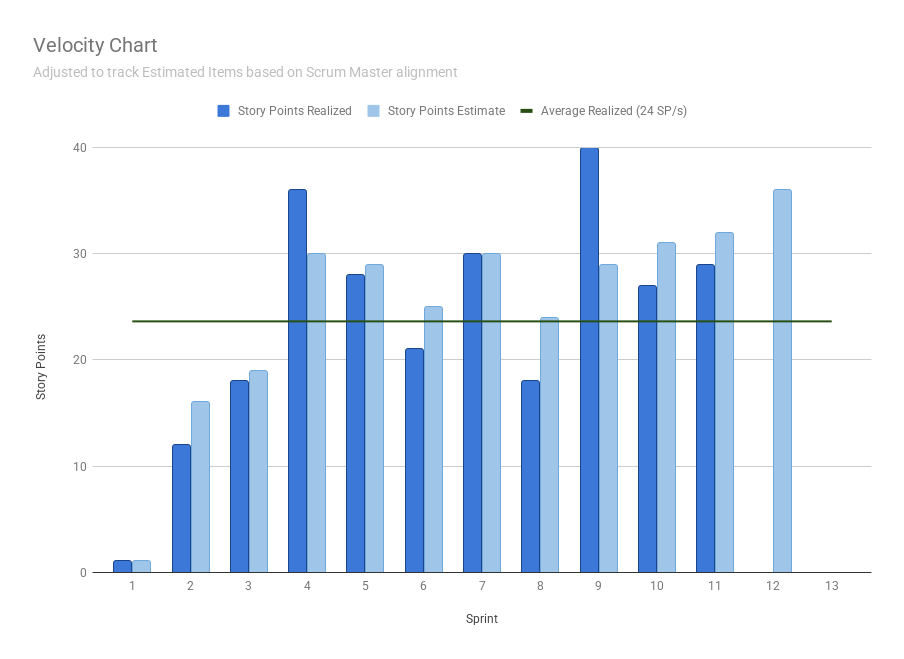 Velocity Chart
Adjusted to track Estimated Items based on Scrum Master alignment
Story Points Realized Story Points Estimate Average Realized (24 SP/s)
Story Points
40
30
20
10
0
1 2 3 4 5 6 7 8 9 10 11 12 13
Sprint